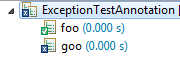 ExceptionTestAnnotation [
foo (0.000 s)
goo (0.000 s)